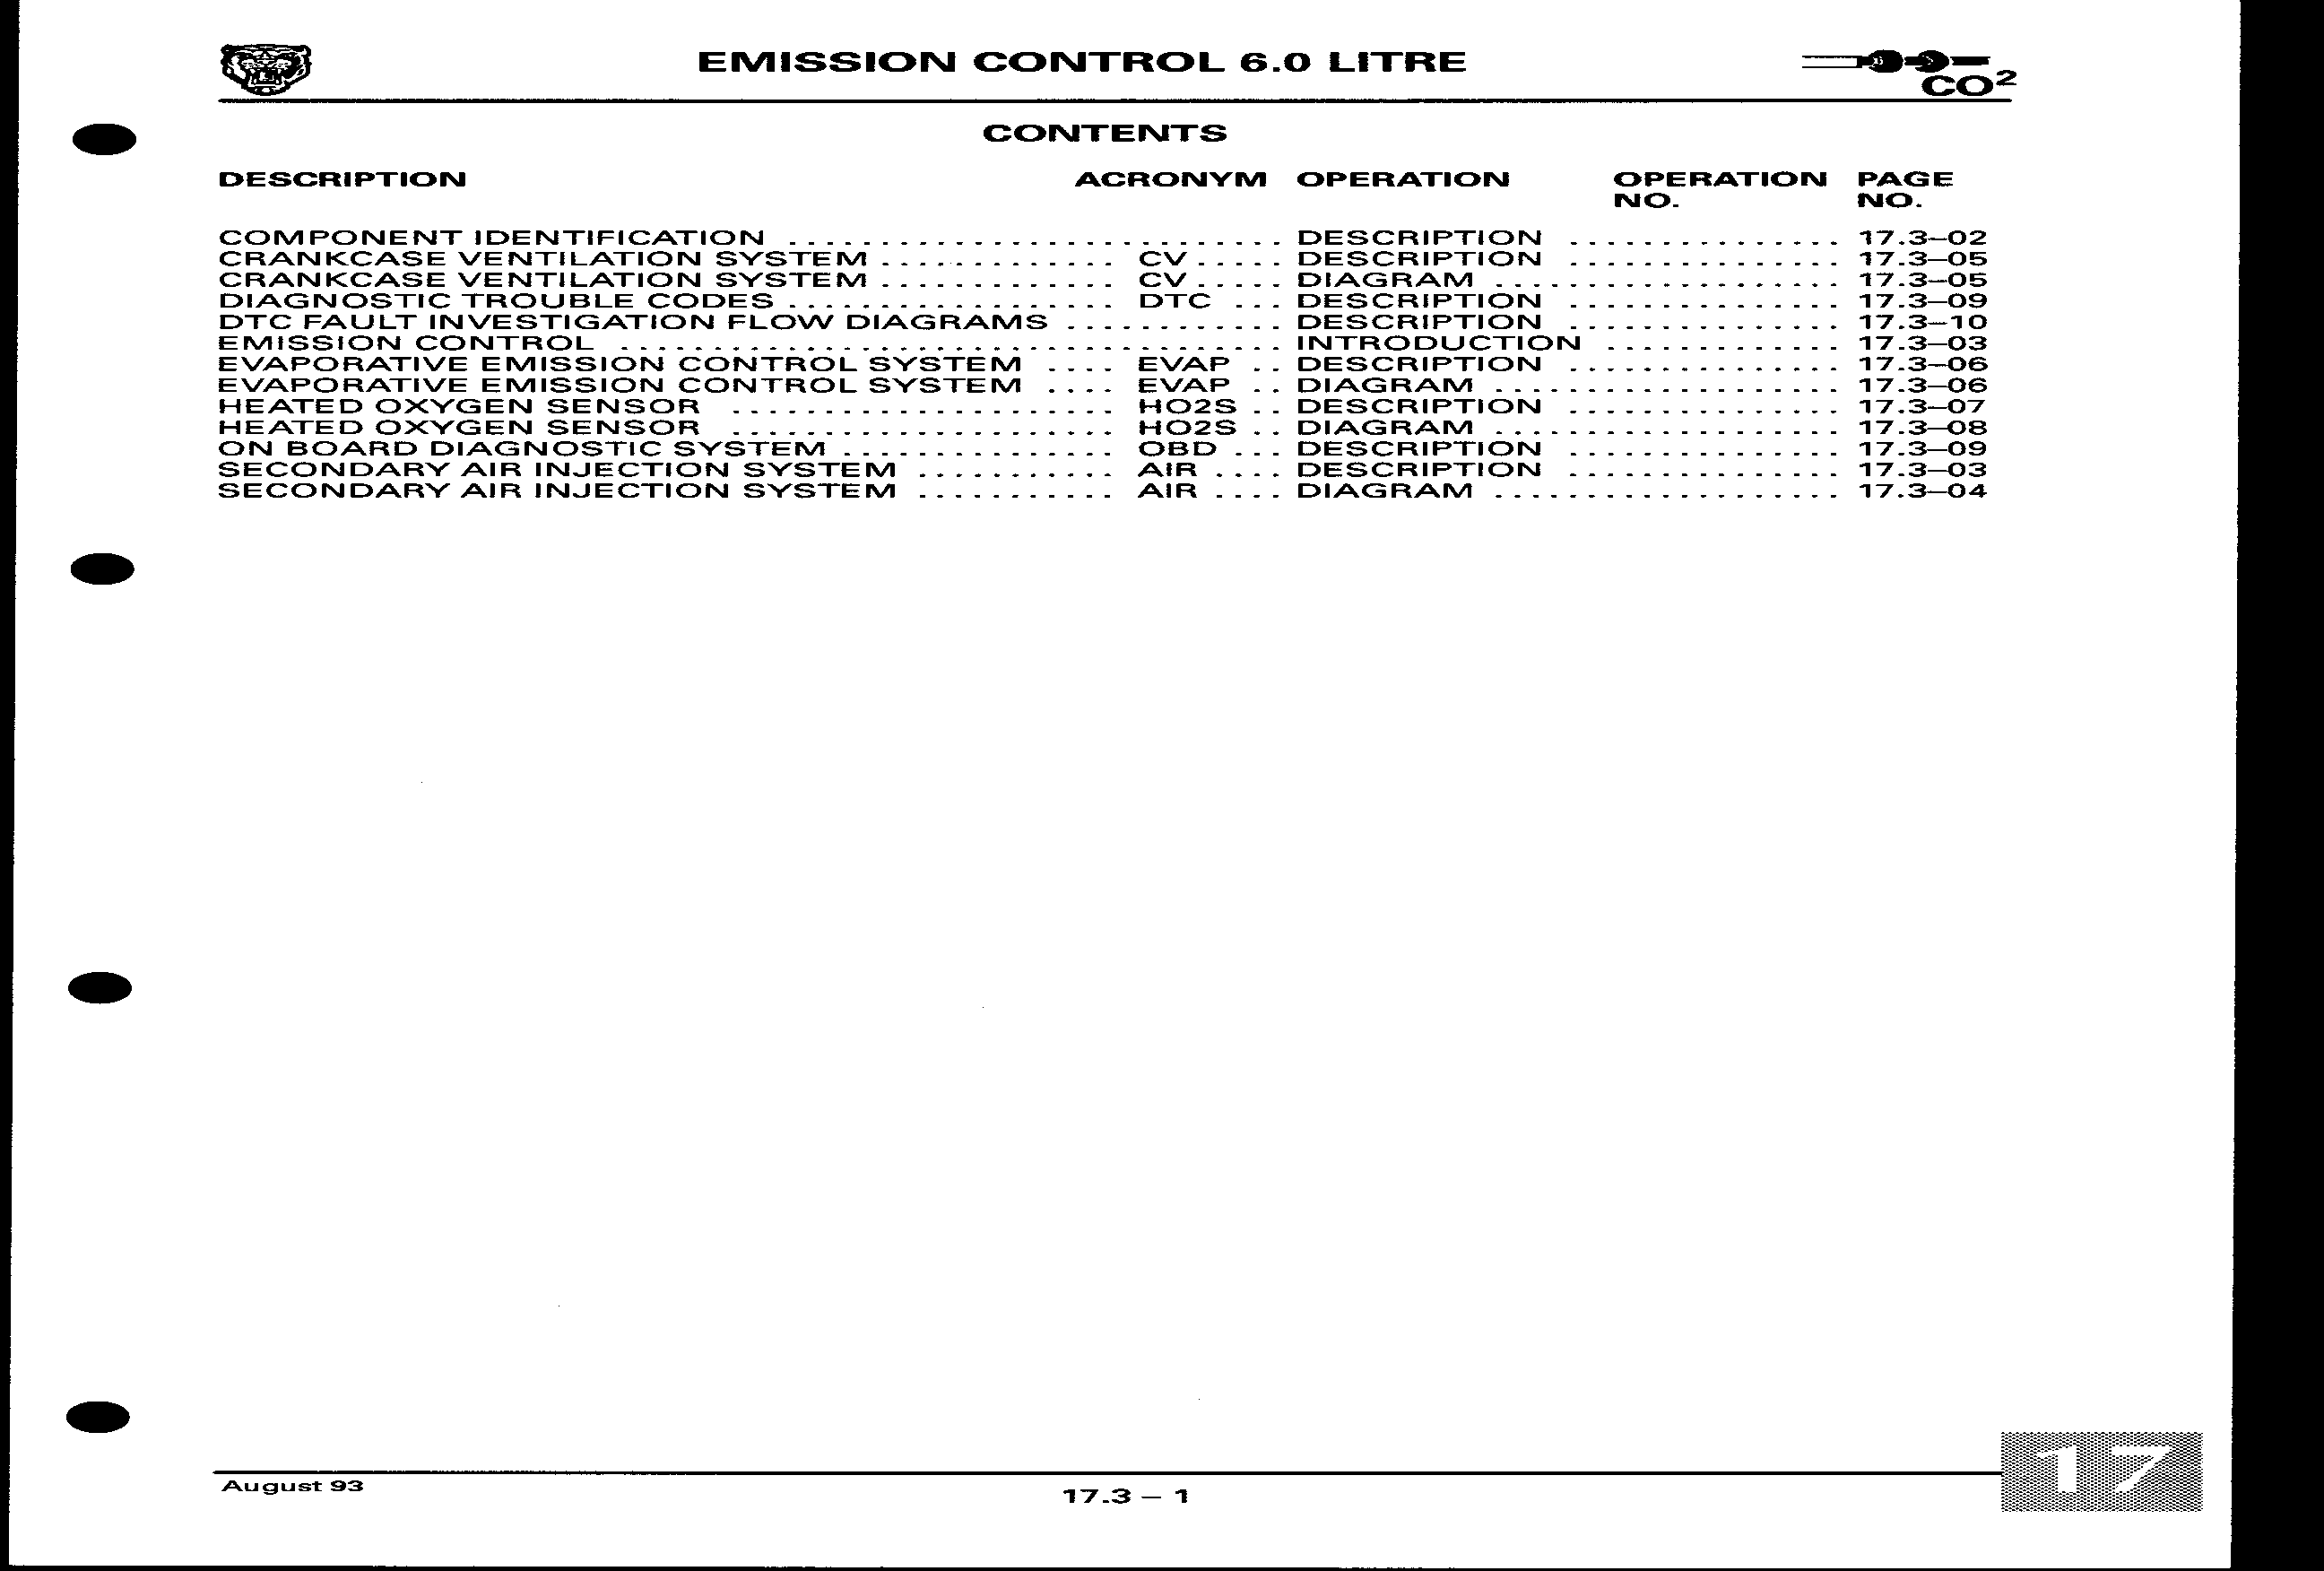 EMISSION CONTROL 6.0 LITRE
CO²
CONTENTS
DESCRIPTION ACRONYM OPERATION OPERATION NO. PAGE NO.
COMPONENT IDENTIFICATION ........................... DESCRIPTION ............... 17.3–02
CRANKCASE VENTILATION SYSTEM ............. CV ..... DESCRIPTION ............... 17.3–05
CRANKCASE VENTILATION SYSTEM ............. CV ..... DIAGRAM ................... 17.3–05
DIAGNOSTIC TROUBLE CODES .................. DTC ... DESCRIPTION ............... 17.3–09
DTC FAULT INVESTIGATION FLOW DIAGRAMS ............ DESCRIPTION ............... 17.3–10
EMISSION CONTROL .................................... INTRODUCTION ............. 17.3–03
EVAPORATIVE EMISSION CONTROL SYSTEM .... EVAP .. DESCRIPTION ............... 17.3–06
EVAPORATIVE EMISSION CONTROL SYSTEM .... EVAP .. DIAGRAM ................... 17.3–06
HEATED OXYGEN SENSOR ..................... HO2S .. DESCRIPTION ............... 17.3–07
HEATED OXYGEN SENSOR ..................... HO2S .. DIAGRAM ................... 17.3–08
ON BOARD DIAGNOSTIC SYSTEM ............... OBD ... DESCRIPTION ............... 17.3–09
SECONDARY AIR INJECTION SYSTEM ........... AIR .... DESCRIPTION ............... 17.3–03
SECONDARY AIR INJECTION SYSTEM ........... AIR .... DIAGRAM ................... 17.3–04
August 93
17.3 – 1
17